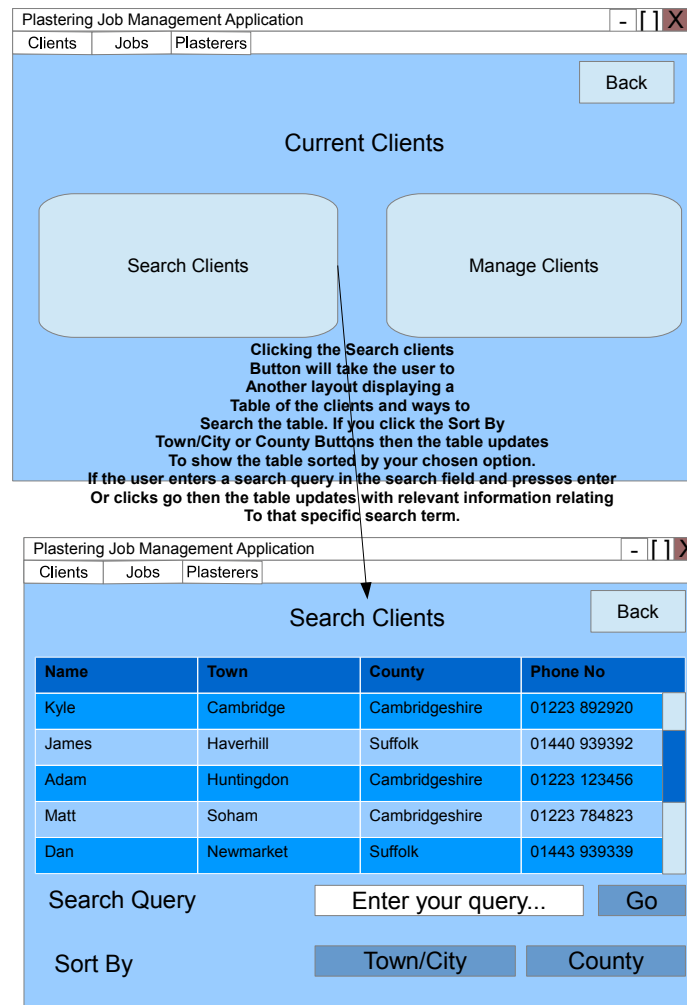 Plastering Job Management Application - [ ] X
Clients Jobs Plasterers
Back
Current Clients
Search Clients Manage Clients
Clicking the Search clients
Button will take the user to
Another layout displaying a
Table of the clients and ways to
Search the table. If you click the Sort By
Town/City or County Buttons then the table updates
To show the table sorted by your chosen option.
If the user enters a search query in the search field and presses enter
Or clicks go then the table updates with relevant information relating
To that specific search term.
Plastering Job Management Application - [ ] X
Clients Jobs Plasterers
Search Clients Back
Name Town County Phone No
Kyle Cambridge Cambridgeshire 01223 892920
James Haverhill Suffolk 01440 939392
Adam Huntingdon Cambridgeshire 01223 123456
Matt Soham Cambridgeshire 01223 784823
Dan Newmarket Suffolk 01443 939339
Search Query Enter your query... Go
Sort By Town/City County